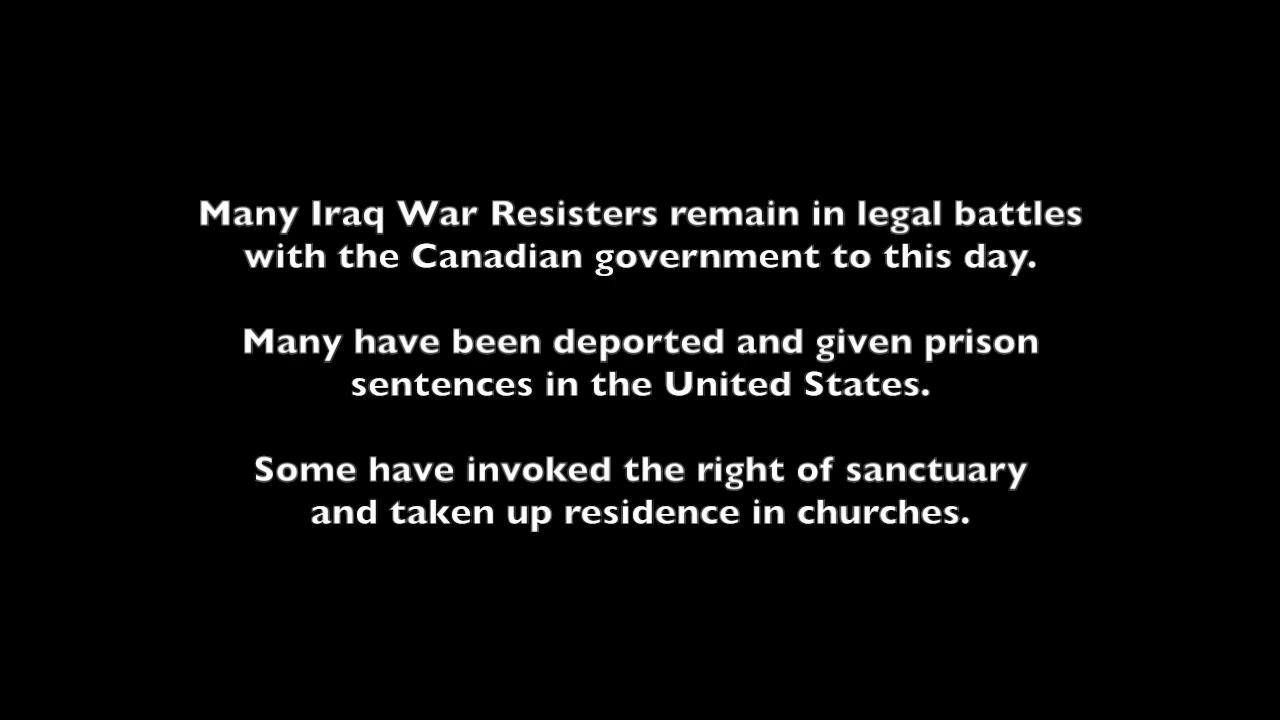 Many Iraq War Resisters remain in legal battles
with the Canadian government to this day.
Many have been deported and given prison
sentences in the United States.
Some have invoked the right of sanctuary
and taken up residence in churches.